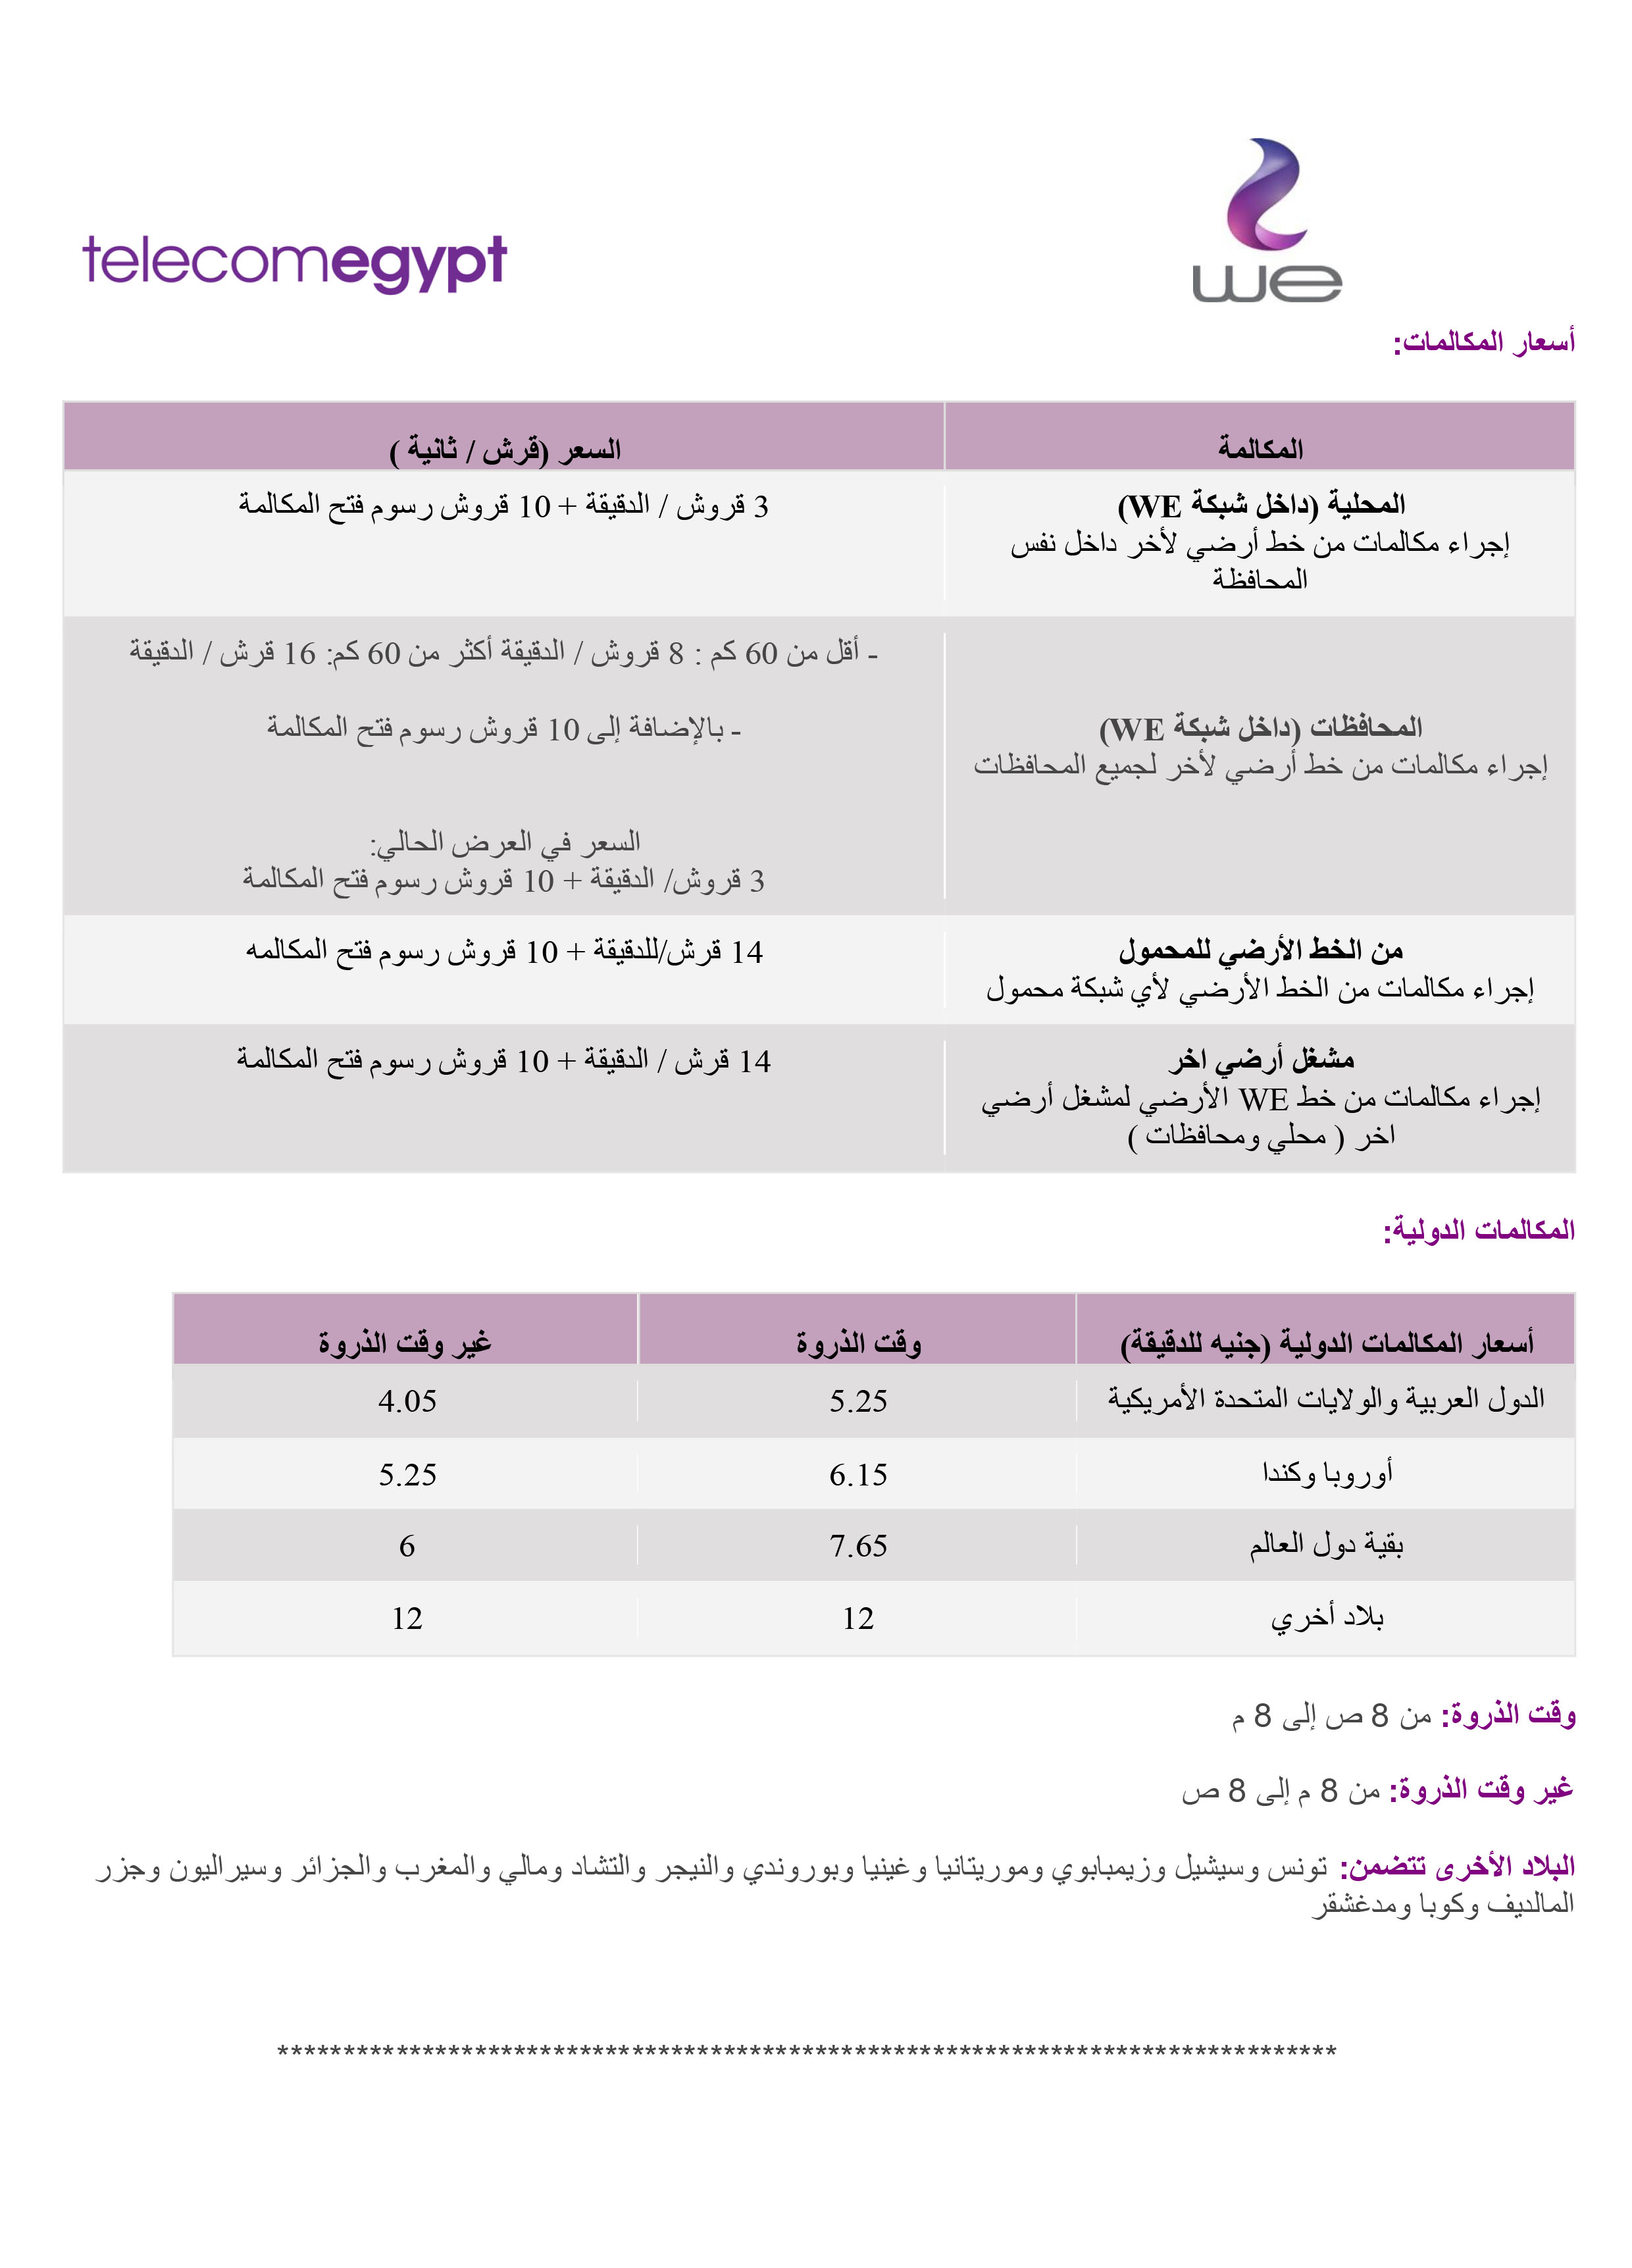 telecomegypt
we
أسعار المكالمات:
المكالمة
السعر (قرش / ثانية )
المحلية (داخل شبكة WE)
إجراء مكالمات من خط أرضي لأخر داخل نفس
المحافظة
3 قروش / الدقيقة + 10 قروش رسوم فتح المكالمة
المحافظات (داخل شبكة WE)
إجراء مكالمات من خط أرضي لأخر لجميع المحافظات
- أقل من 60 كم : 8 قروش / الدقيقة أكثر من 60 كم: 16 قرش / الدقيقة
- بالإضافة إلى 10 قروش رسوم فتح المكالمة
السعر في العرض الحالي:
3 قروش/ الدقيقة + 10 قروش رسوم فتح المكالمة
من الخط الأرضي للمحمول
إجراء مكالمات من الخط الأرضي لأي شبكة محمول
14 قرش/للدقيقة + 10 قروش رسوم فتح المكالمه
مشغل أرضي اخر
إجراء مكالمات من خط WE الأرضي لمشغل أرضي
اخر ( محلي ومحافظات )
14 قرش / الدقيقة + 10 قروش رسوم فتح المكالمة
المكالمات الدولية:
أسعار المكالمات الدولية (جنيه للدقيقة)
وقت الذروة
غير وقت الذروة
الدول العربية والولايات المتحدة الأمريكية
5.25
4.05
أوروبا وكندا
6.15
5.25
بقية دول العالم
7.65
6
بلاد أخري
12
12
وقت الذروة: من 8 ص إلى 8 م
غير وقت الذروة: من 8 م إلى 8 ص
البلاد الأخرى تتضمن: تونس وسيشيل وزيمبابوي وموريتانيا وغينيا وبوروندي والنيجر والتشاد ومالي والمغرب والجزائر وسيراليون وجزر
المالديف وكوبا ومدغشقر
*********************************************************************************